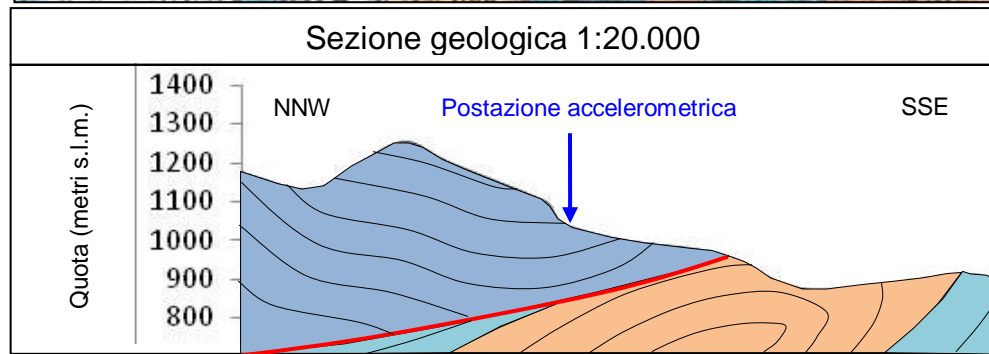 Sezione geologica 1:20.000
Quota (metri s.l.m.)
1400
1300
1200
1100
1000
900
800
NNW
Postazione accelerometrica
SSE